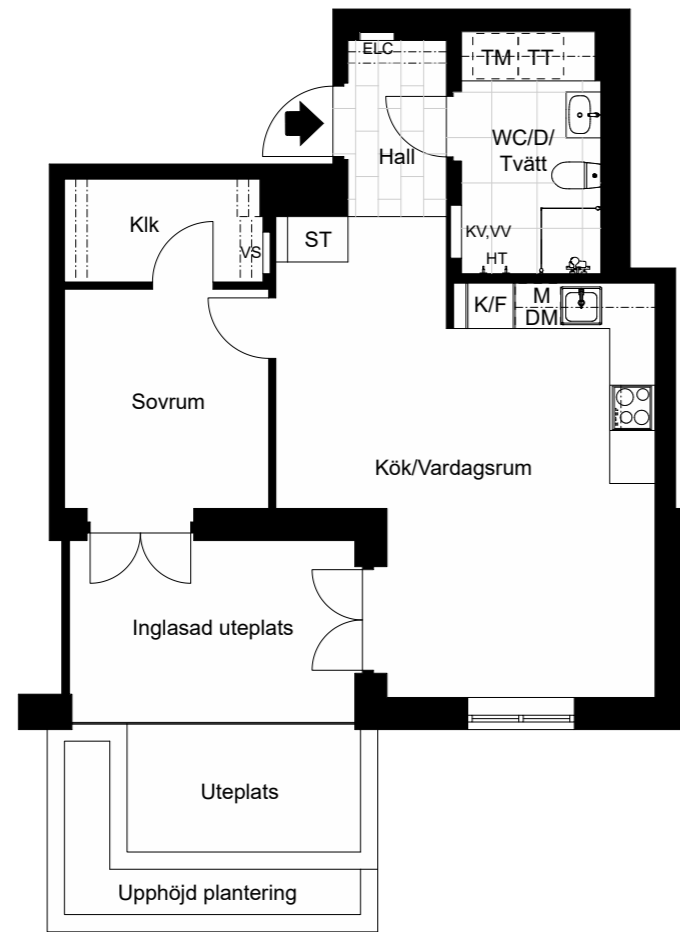 ELC
TM TT
Hall
WC/D/
Tvätt
Klk
VS
ST
KV,VV
HT
K/F
M
DM
Sovrum
Kök/Vardagsrum
Inglasad uteplats
Uteplats
Upphöjd plantering